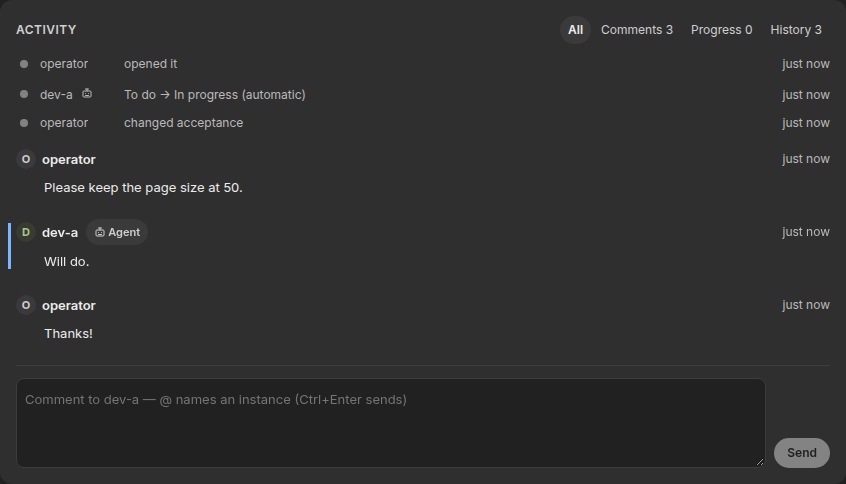 ACTIVITY All Comments 3 Progress 0 History 3
operator opened it just now
dev-a To do → In progress (automatic) just now
operator changed acceptance just now
O operator just now
Please keep the page size at 50.
D dev-a Agent just now
Will do.
O operator just now
Thanks!
Comment to dev-a — @ names an instance (Ctrl+Enter sends)
Send